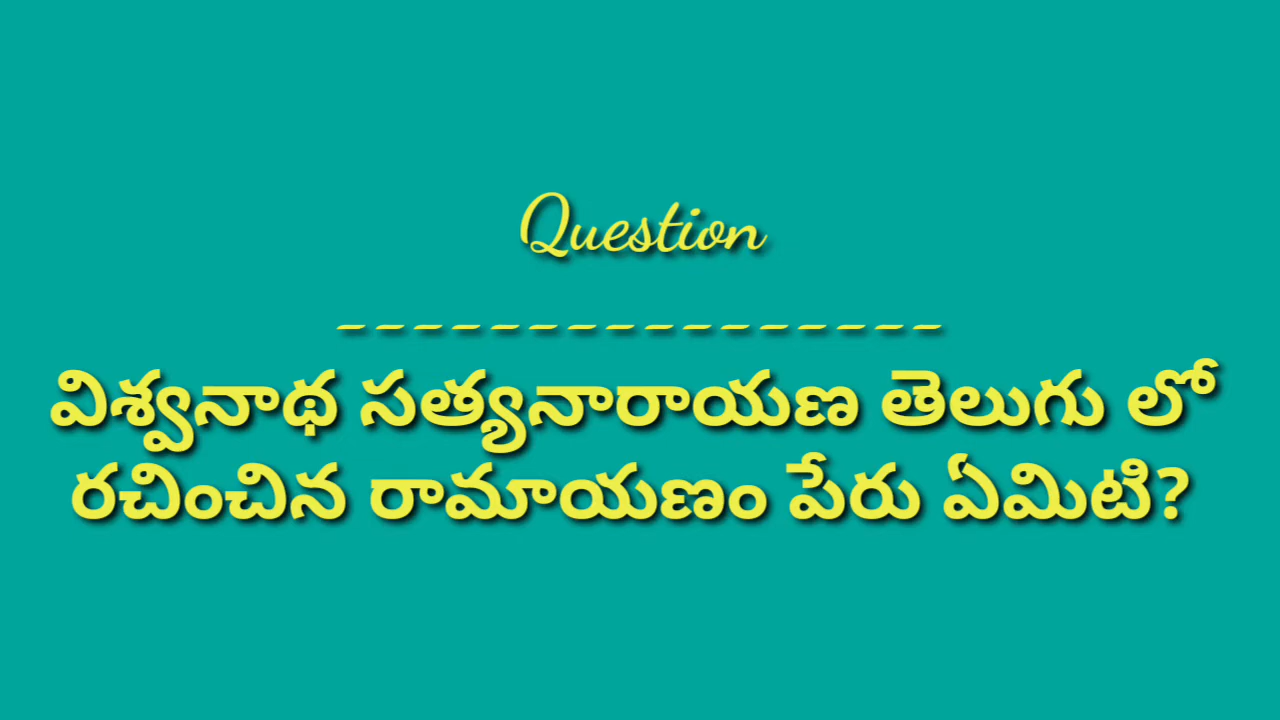 Question
-----------------
విశ్వనాథ సత్యనారాయణ తెలుగు లో
రచించిన రామాయణం పేరు ఏమిటి?